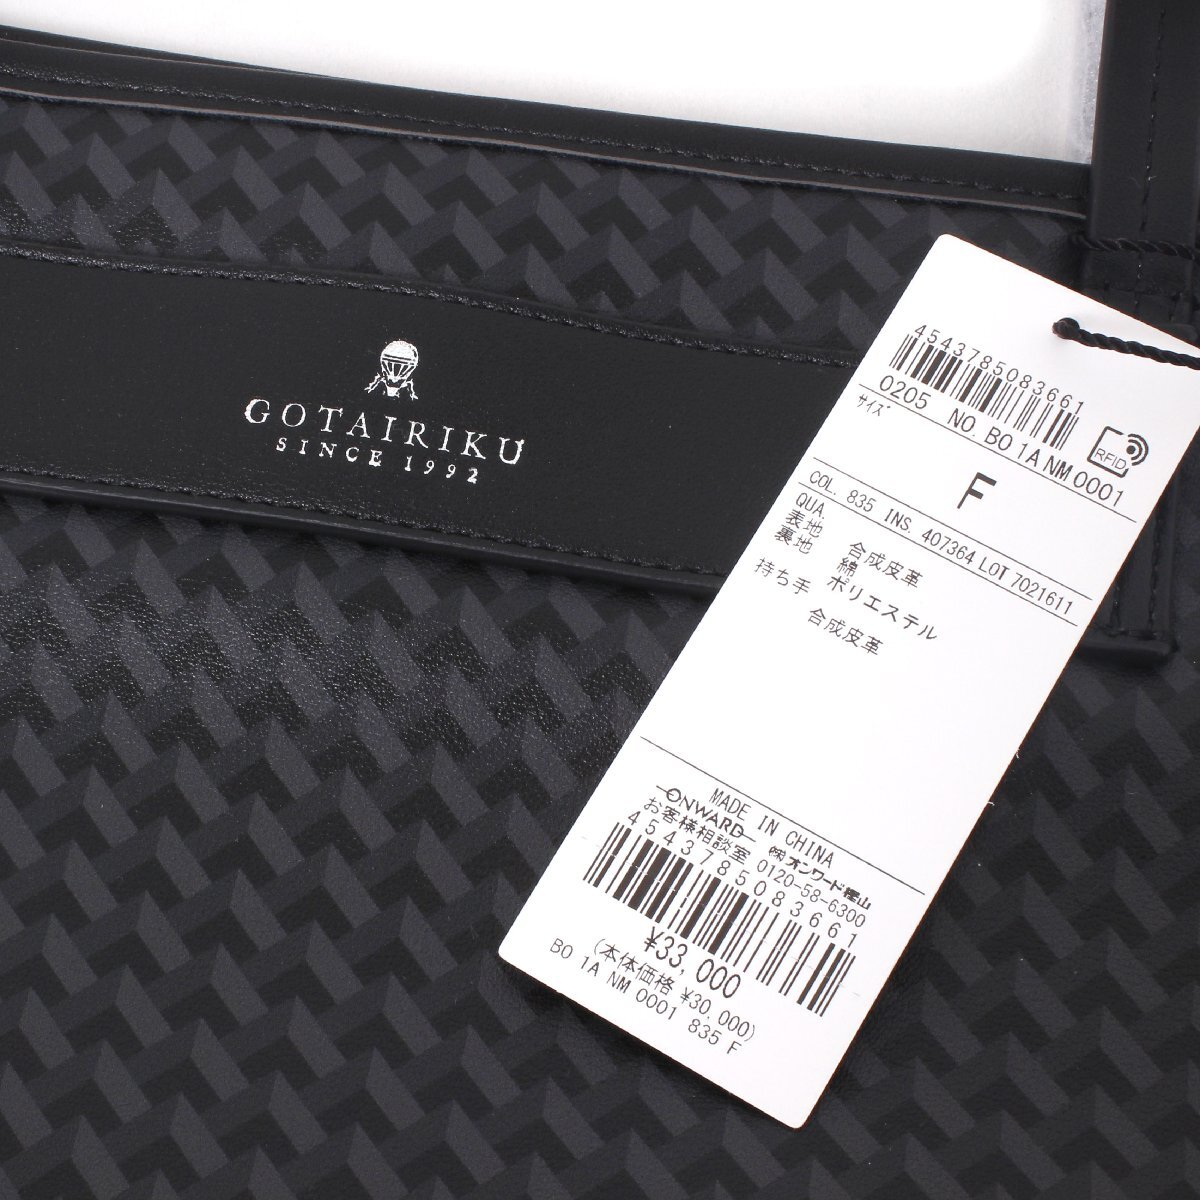 GOTAIRIKU
SINCE 1992
4543785083661
0205 NO. BO 1A NM 0001
RFID
サイズ
F
COL. 835 INS. 407364 LOT 7021611
QUA.
表地 合成皮革
裏地 綿
ポリエステル
持ち手 合成皮革
MADE IN CHINA
ONWARD ㈱オンワード樫山
お客様相談室 0120-58-6300
4543785083661
¥33,000
(本体価格 ¥30,000)
BO 1A NM 0001 835 F